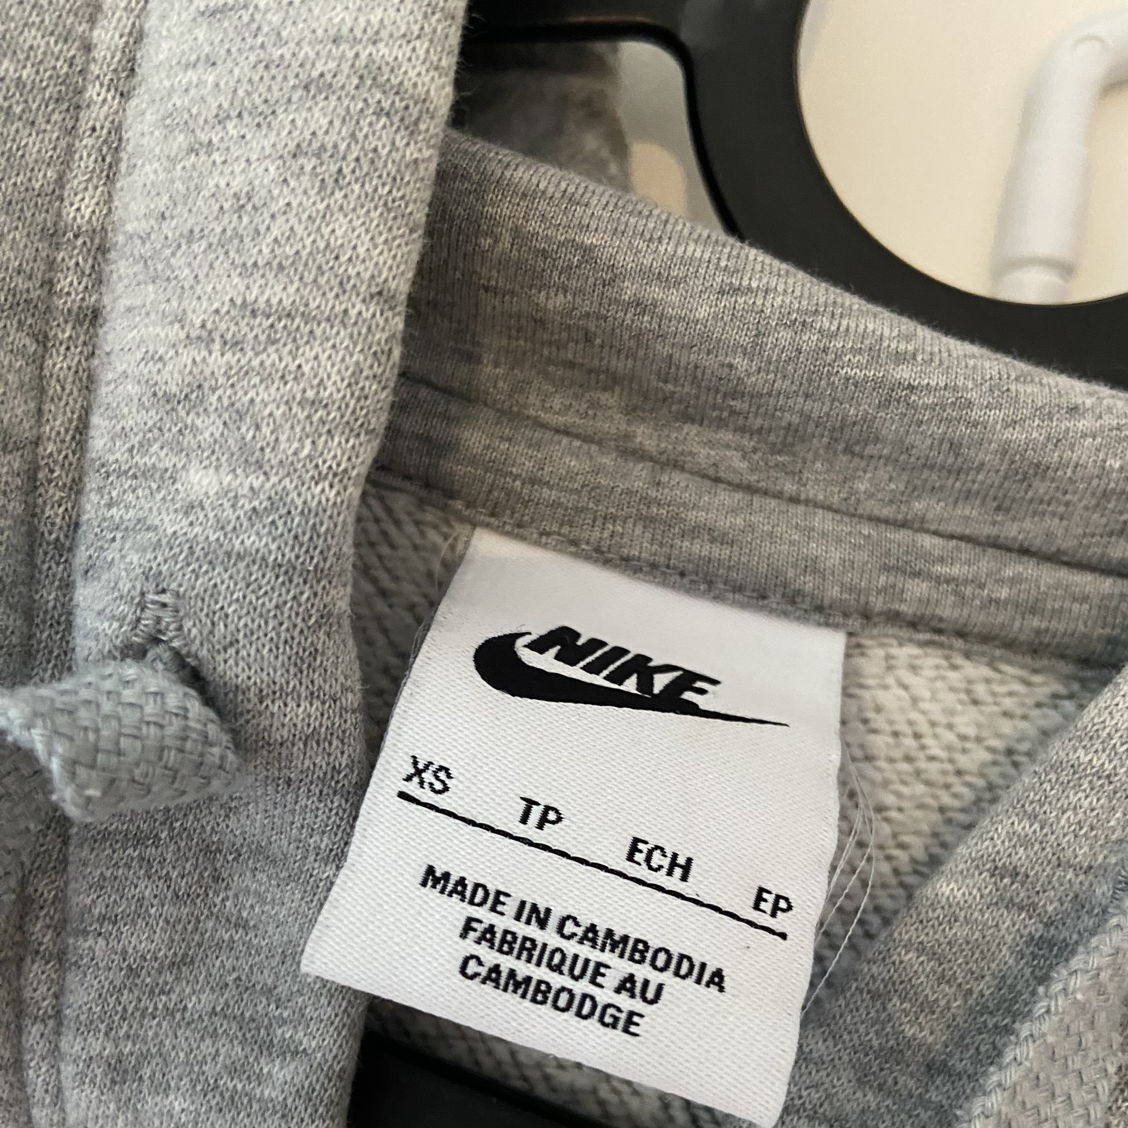 NIKE
XS TP ECH EP
MADE IN CAMBODIA
FABRIQUE AU
CAMBODGE